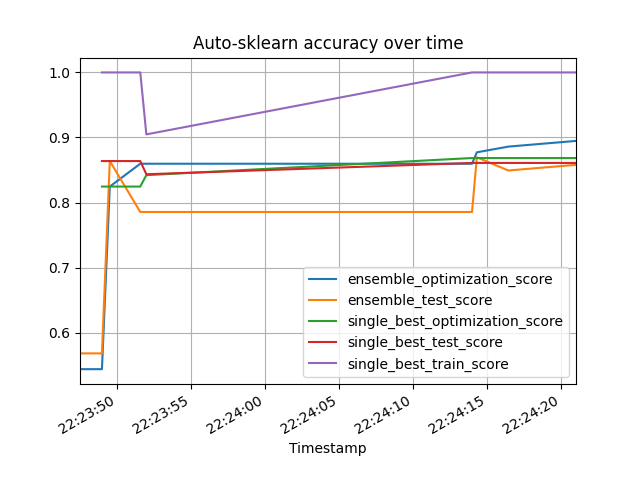 Auto-sklearn accuracy over time
1.0
0.9
0.8
0.7
0.6
ensemble_optimization_score
ensemble_test_score
single_best_optimization_score
single_best_test_score
single_best_train_score
22:23:50
22:23:55
22:24:00
22:24:05
22:24:10
22:24:15
22:24:20
Timestamp